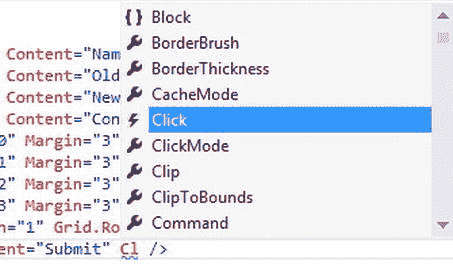 { } Block
BorderBrush
Content="Nam
BorderThickness
Content="Old
CacheMode
Content="New
Click
Content="Con
ClickMode
0" Margin="3"
Clip
1" Margin="3"
ClipToBounds
2" Margin="3"
Command
3" Margin="3"
n="1" Grid.Ro
ent="Submit" Cl />